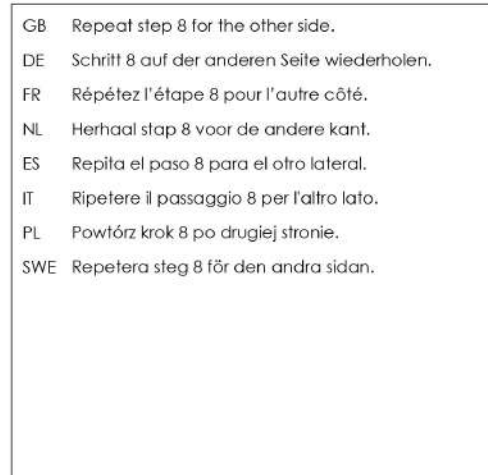 GB Repeat step 8 for the other side.
DE Schritt 8 auf der anderen Seite wiederholen.
FR Répétez l'étape 8 pour l'autre côté.
NL Herhaal stap 8 voor de andere kant.
ES Repita el paso 8 para el otro lateral.
IT Ripetere il passaggio 8 per l'altro lato.
PL Powtórz krok 8 po drugiej stronie.
SWE Repetera steg 8 för den andra sidan.